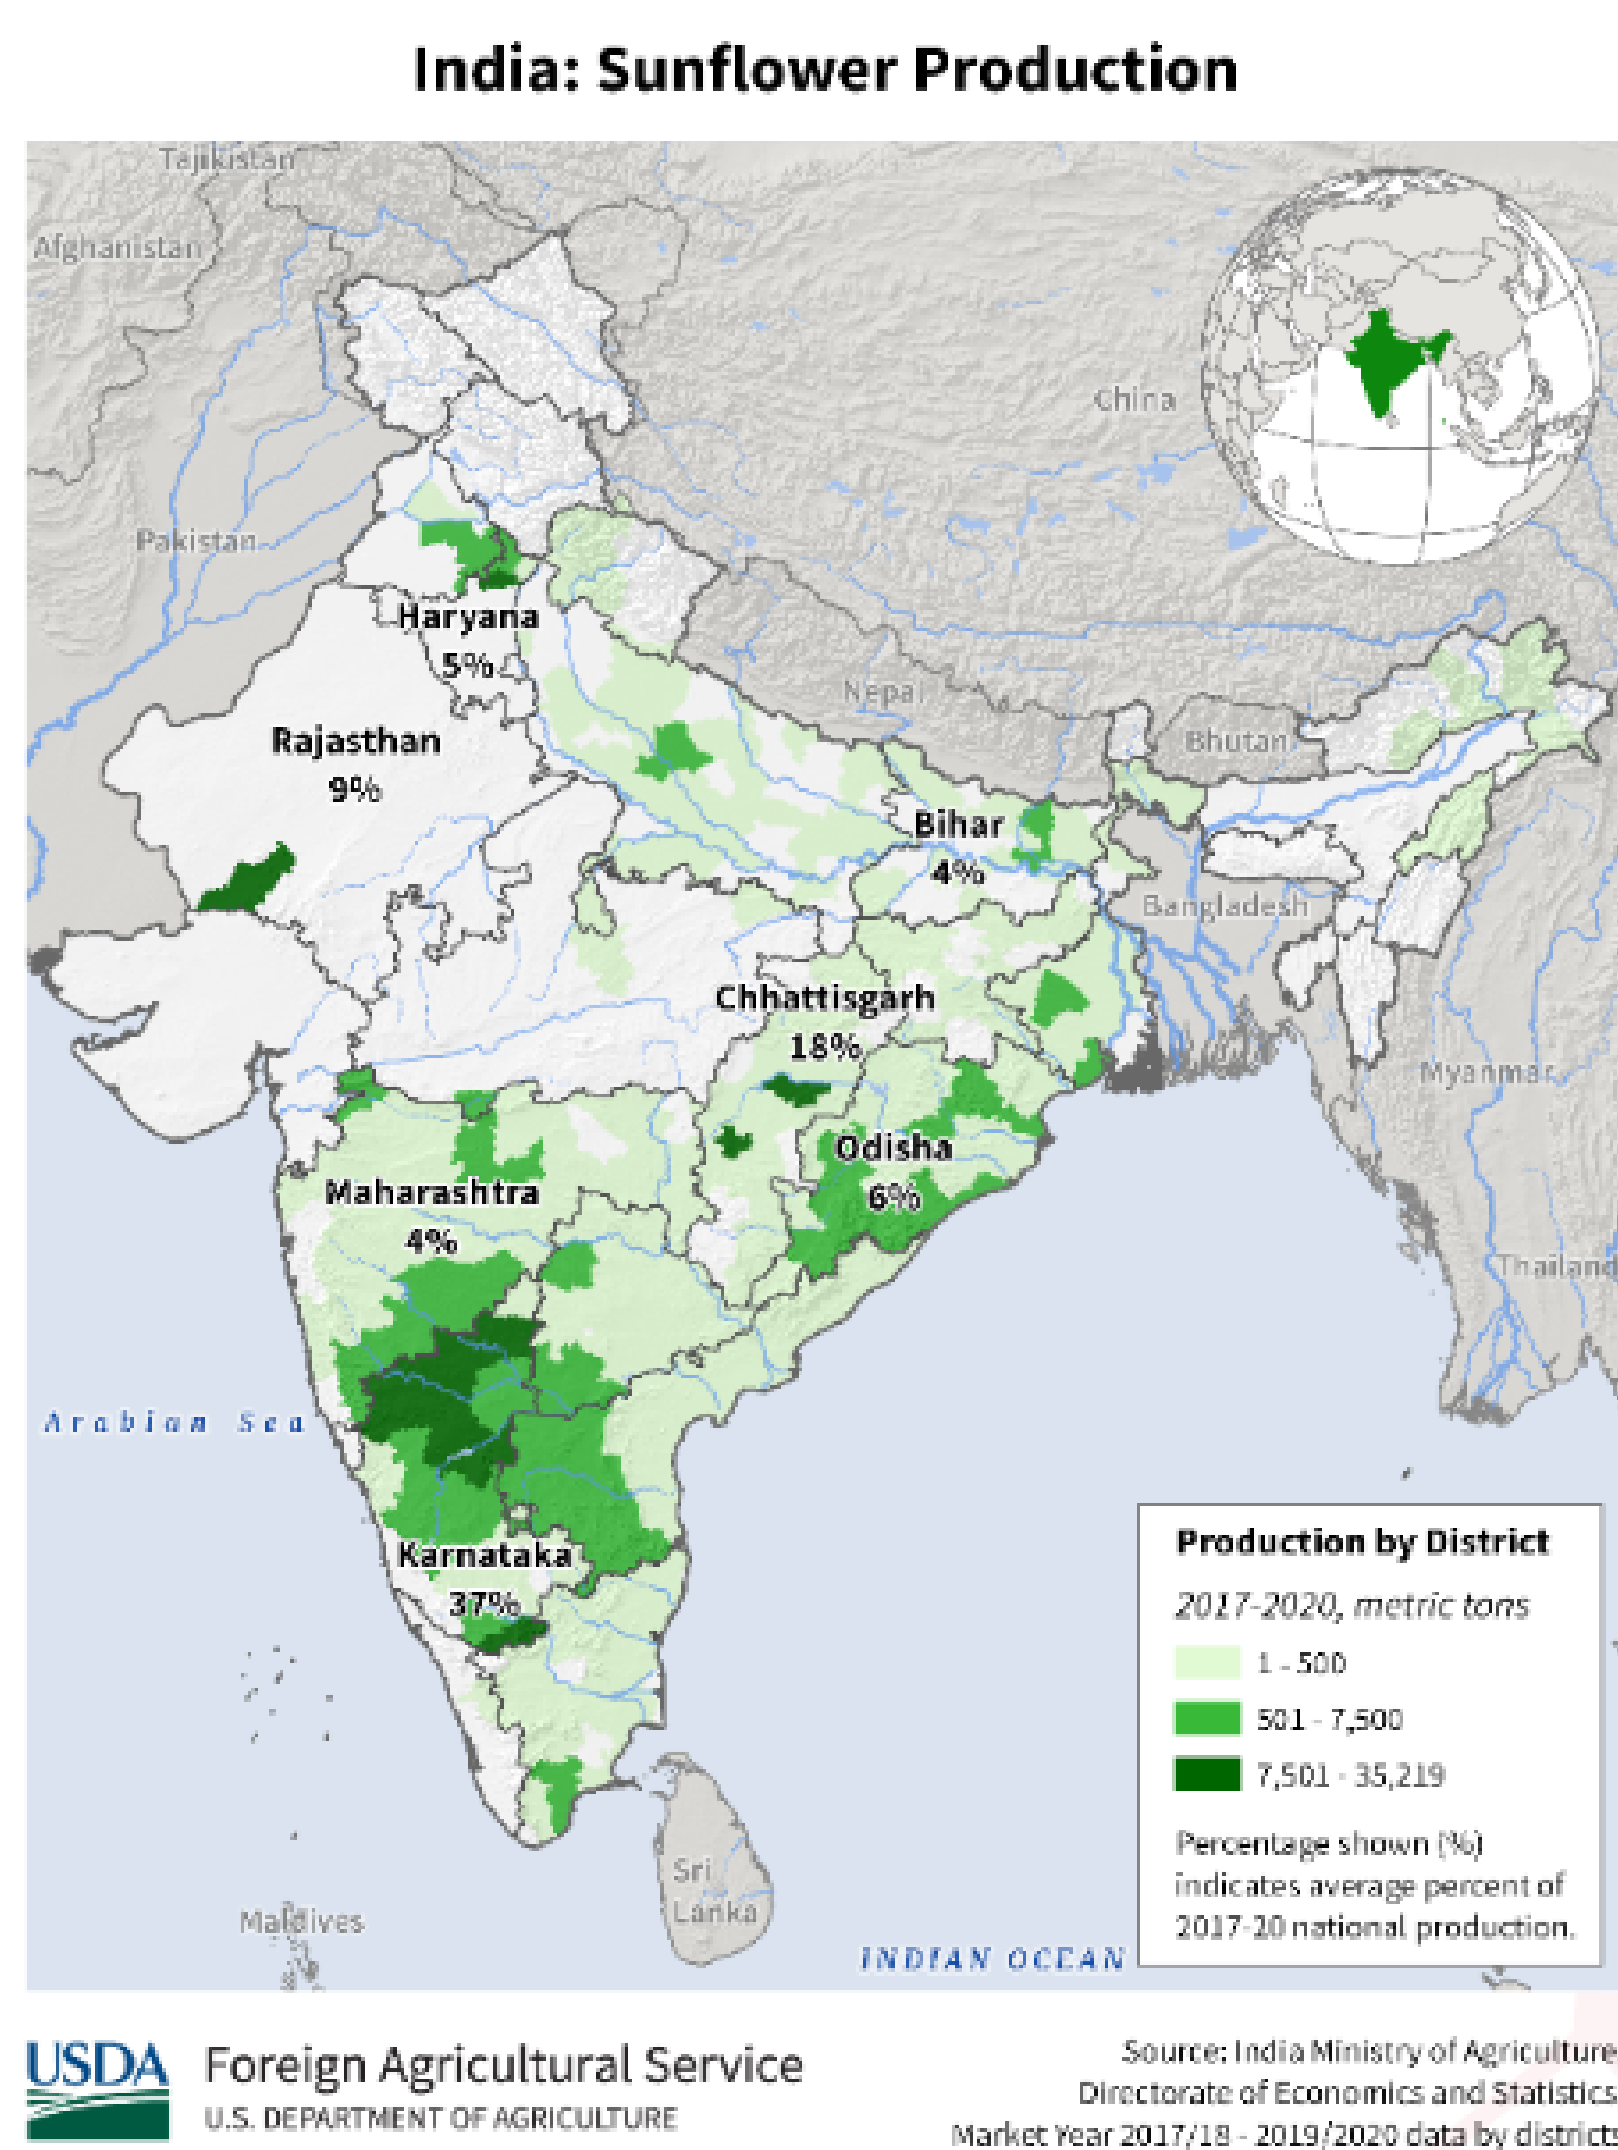 India: Sunflower Production
Tajikistan
Afghanistan
China
Pakistan
Haryana
5%
Nepal
Bhutan
Rajasthan
9%
Bihar
4%
Bangladesh
Chhattisgarh
18%
Myanmar
Odisha
6%
Maharashtra
4%
Thailand
Arabian Sea
Karnataka
37%
Production by District
2017-2020, metric tons
1 - 500
501 - 7,500
7,501 - 35,219
Percentage shown (%)
indicates average percent of
2017-20 national production.
Sri
Lanka
Maldives
INDIAN OCEAN
USDA
Foreign Agricultural Service
U.S. DEPARTMENT OF AGRICULTURE
Source: India Ministry of Agriculture
Directorate of Economics and Statistics
Market Year 2017/18 - 2019/2020 data by districts